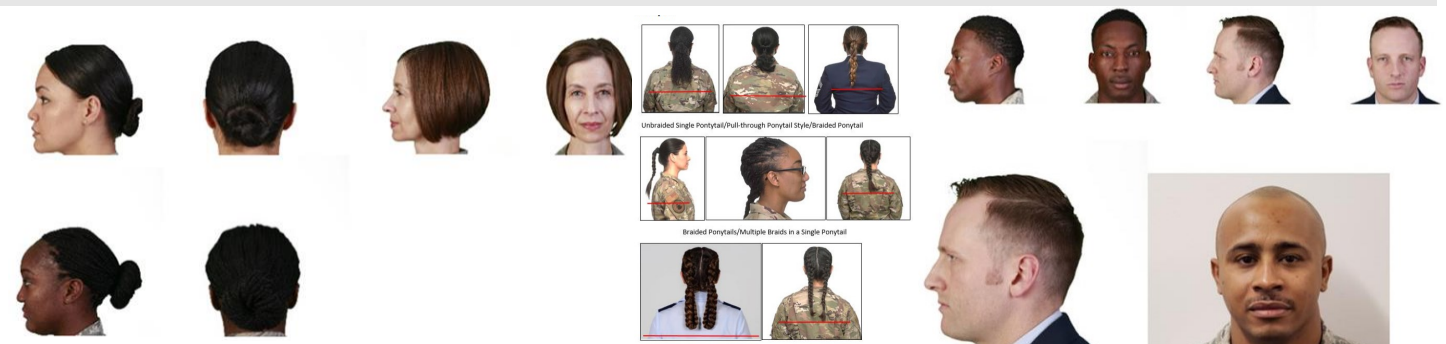 Unbraided Single Pontytail/Pull-through Ponytail Style/Braided Ponytail
Braided Ponytails/Multiple Braids in a Single Ponytail